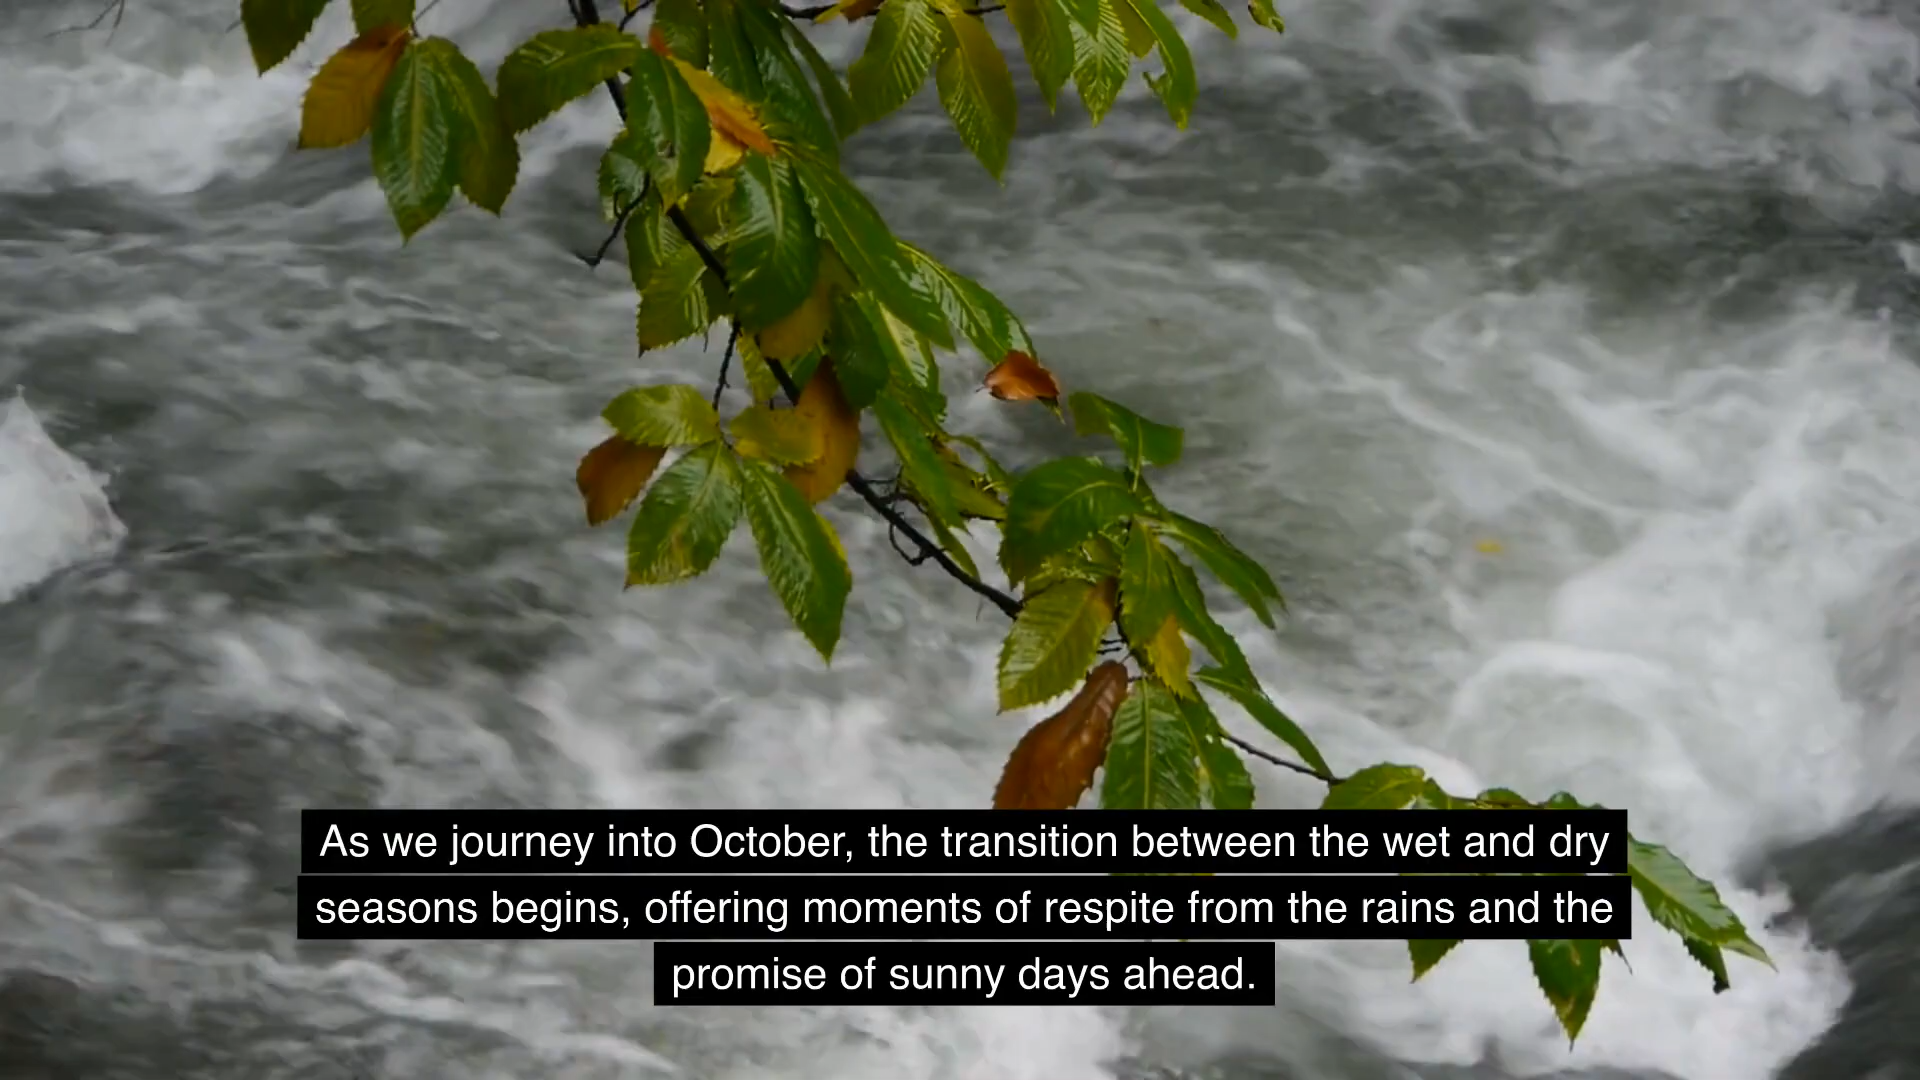 As we journey into October, the transition between the wet and dry
seasons begins, offering moments of respite from the rains and the
promise of sunny days ahead.